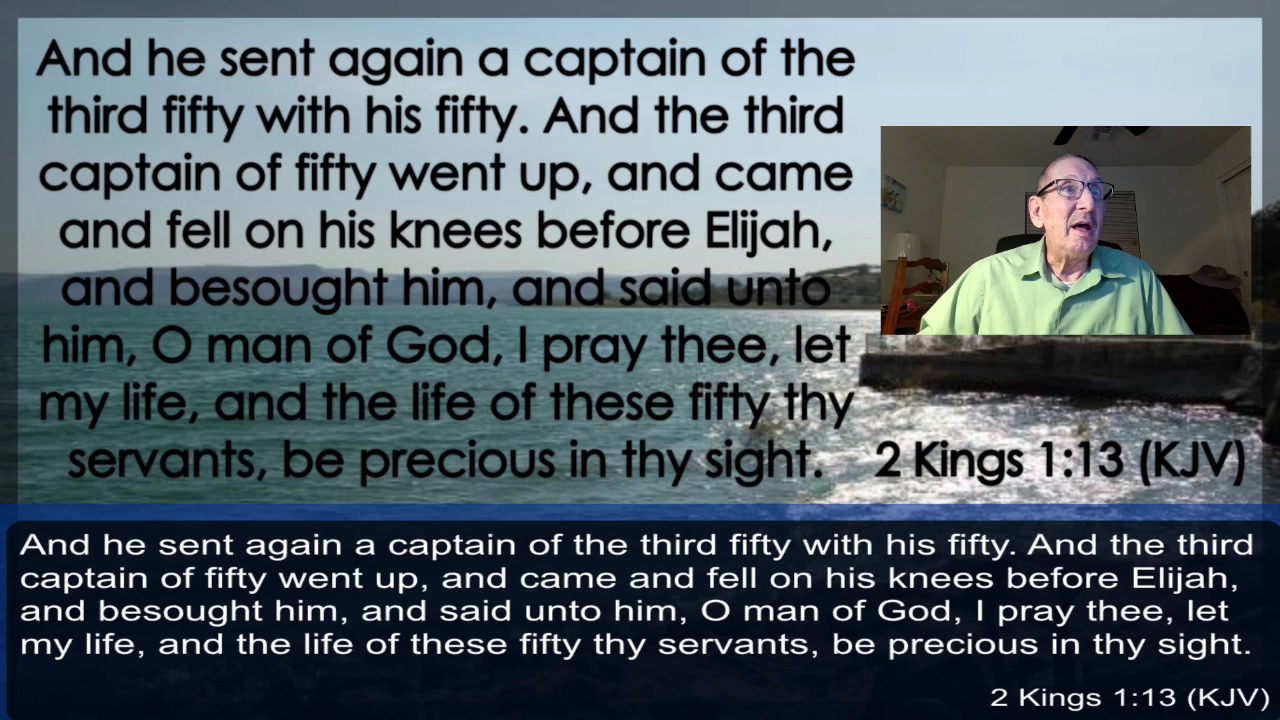 And he sent again a captain of the
third fifty with his fifty. And the third
captain of fifty went up, and came
and fell on his knees before Elijah,
and besought him, and said unto
him, O man of God, I pray thee, let
my life, and the life of these fifty thy
servants, be precious in thy sight.
2 Kings 1:13 (KJV)
And he sent again a captain of the third fifty with his fifty. And the third
captain of fifty went up, and came and fell on his knees before Elijah,
and besought him, and said unto him, O man of God, I pray thee, let
my life, and the life of these fifty thy servants, be precious in thy sight.
2 Kings 1:13 (KJV)